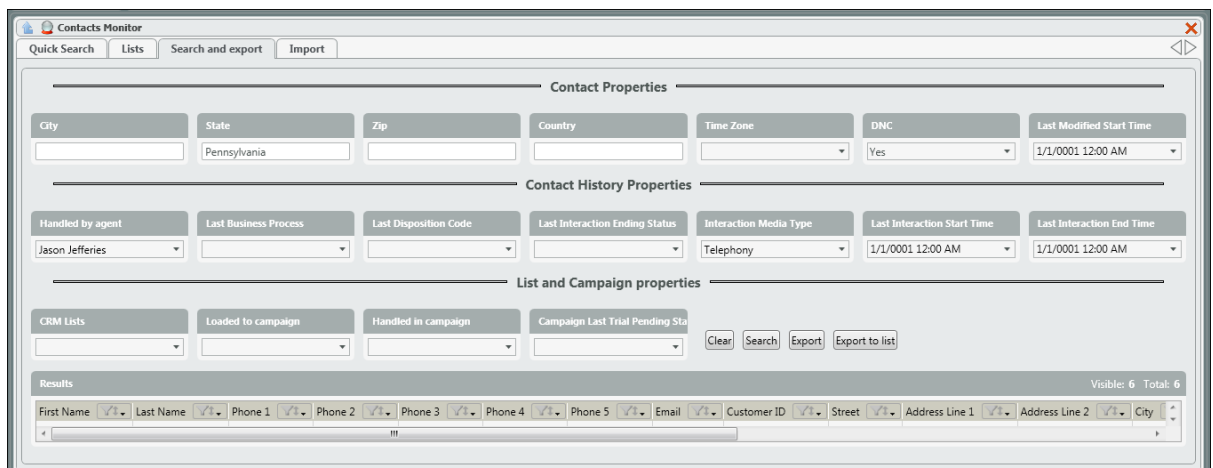 Contacts Monitor
Quick Search Lists Search and export Import
Contact Properties
City State Zip Country Time Zone DNC Last Modified Start Time
Pennsylvania Yes 1/1/0001 12:00 AM
Contact History Properties
Handled by agent Last Business Process Last Disposition Code Last Interaction Ending Status Interaction Media Type Last Interaction Start Time Last Interaction End Time
Jason Jefferies Telephony 1/1/0001 12:00 AM 1/1/0001 12:00 AM
List and Campaign properties
CRM Lists Loaded to campaign Handled in campaign Campaign Last Trial Pending Sta
Clear Search Export Export to list
Results Visible: 6 Total: 6
First Name Last Name Phone 1 Phone 2 Phone 3 Phone 4 Phone 5 Email Customer ID Street Address Line 1 Address Line 2 City